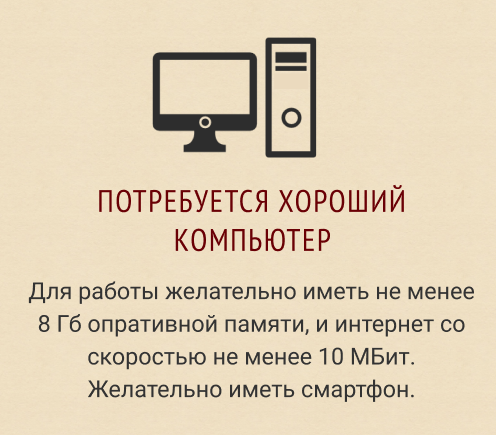 ПОТРЕБУЕТСЯ ХОРОШИЙ
КОМПЬЮТЕР
Для работы желательно иметь не менее
8 Гб опративной памяти, и интернет со
скоростью не менее 10 МБит.
Желательно иметь смартфон.